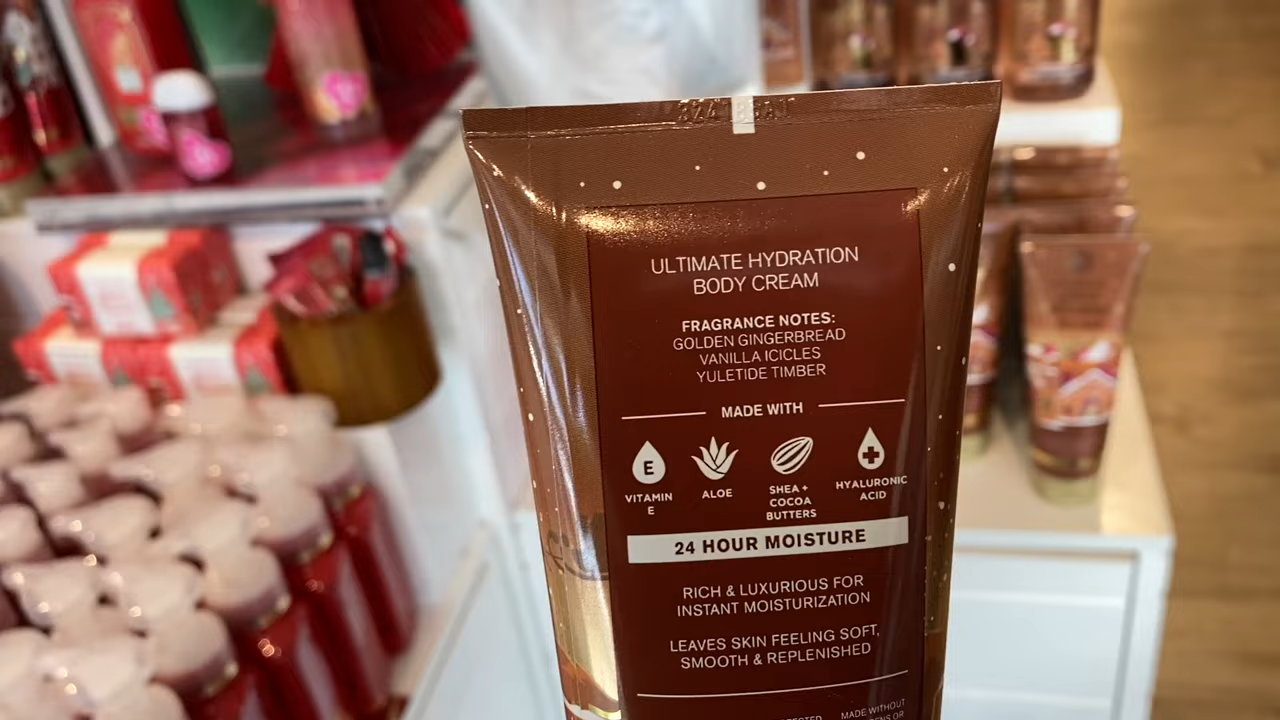 ULTIMATE HYDRATION
BODY CREAM
FRAGRANCE NOTES:
GOLDEN GINGERBREAD
VANILLA ICICLES
YULETIDE TIMBER
MADE WITH
E
VITAMIN
E
ALOE
SHEA +
COCOA
BUTTERS
HYALURONIC
ACID
24 HOUR MOISTURE
RICH & LUXURIOUS FOR
INSTANT MOISTURIZATION
LEAVES SKIN FEELING SOFT,
SMOOTH & REPLENISHED
MADE WITHOUT